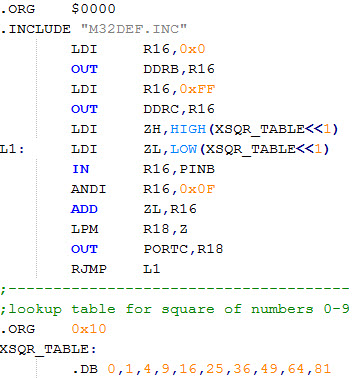 .ORG $0000
.INCLUDE "M32DEF.INC"
LDI R16,0x0
OUT DDRB,R16
LDI R16,0xFF
OUT DDRC,R16
LDI ZH,HIGH(XSQR_TABLE<<1)
L1: LDI ZL,LOW(XSQR_TABLE<<1)
IN R16,PINB
ANDI R16,0x0F
ADD ZL,R16
LPM R18,Z
OUT PORTC,R18
RJMP L1
;-------------------------------------
;lookup table for square of numbers 0-9
.ORG 0x10
XSQR_TABLE:
.DB 0,1,4,9,16,25,36,49,64,81